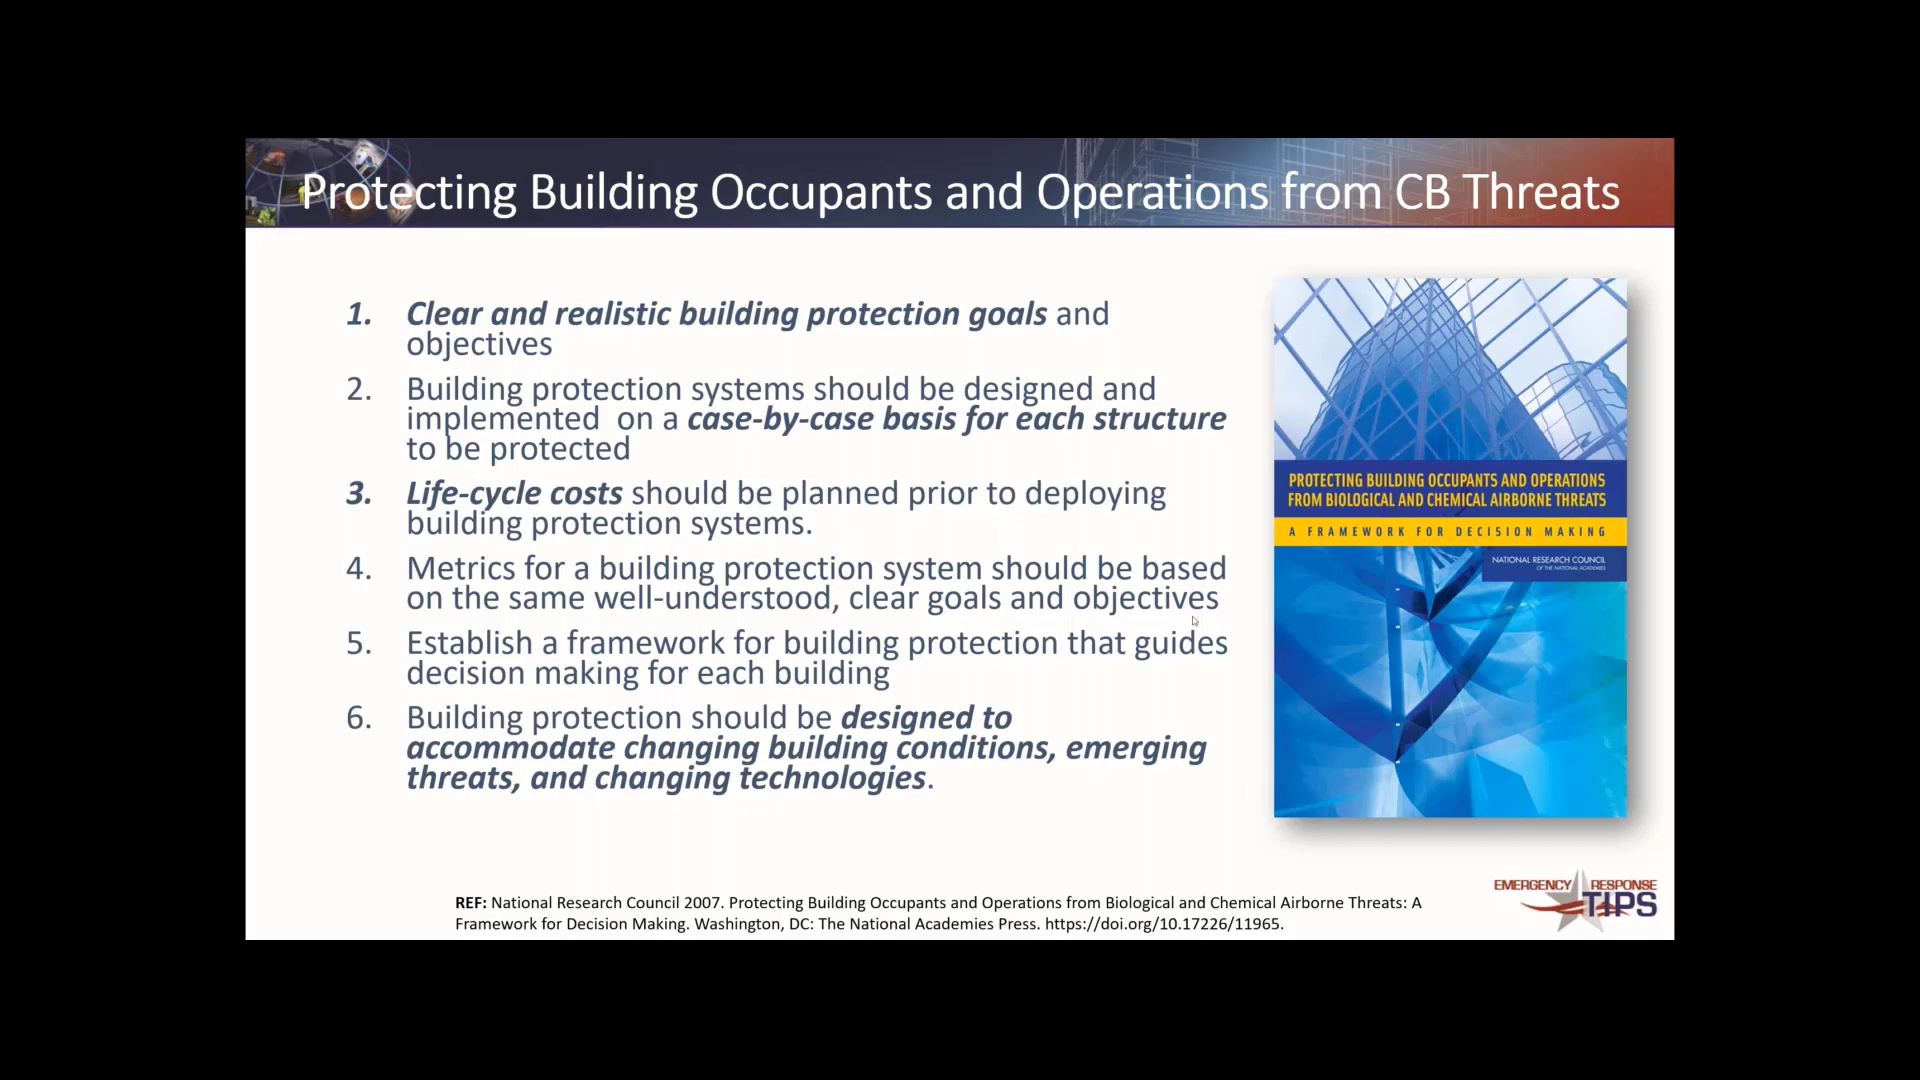 Protecting Building Occupants and Operations from CB Threats
1. Clear and realistic building protection goals and
objectives
2. Building protection systems should be designed and
implemented on a case-by-case basis for each structure
to be protected
3. Life-cycle costs should be planned prior to deploying
building protection systems.
4. Metrics for a building protection system should be based
on the same well-understood, clear goals and objectives
5. Establish a framework for building protection that guides
decision making for each building
6. Building protection should be designed to
accommodate changing building conditions, emerging
threats, and changing technologies.
PROTECTING BUILDING OCCUPANTS AND OPERATIONS
FROM BIOLOGICAL AND CHEMICAL AIRBORNE THREATS
A FRAMEWORK FOR DECISION MAKING
NATIONAL RESEARCH COUNCIL
OF THE NATIONAL ACADEMIES
REF: National Research Council 2007. Protecting Building Occupants and Operations from Biological and Chemical Airborne Threats: A
Framework for Decision Making. Washington, DC: The National Academies Press. https://doi.org/10.17226/11965.
EMERGENCY RESPONSE
TIPS